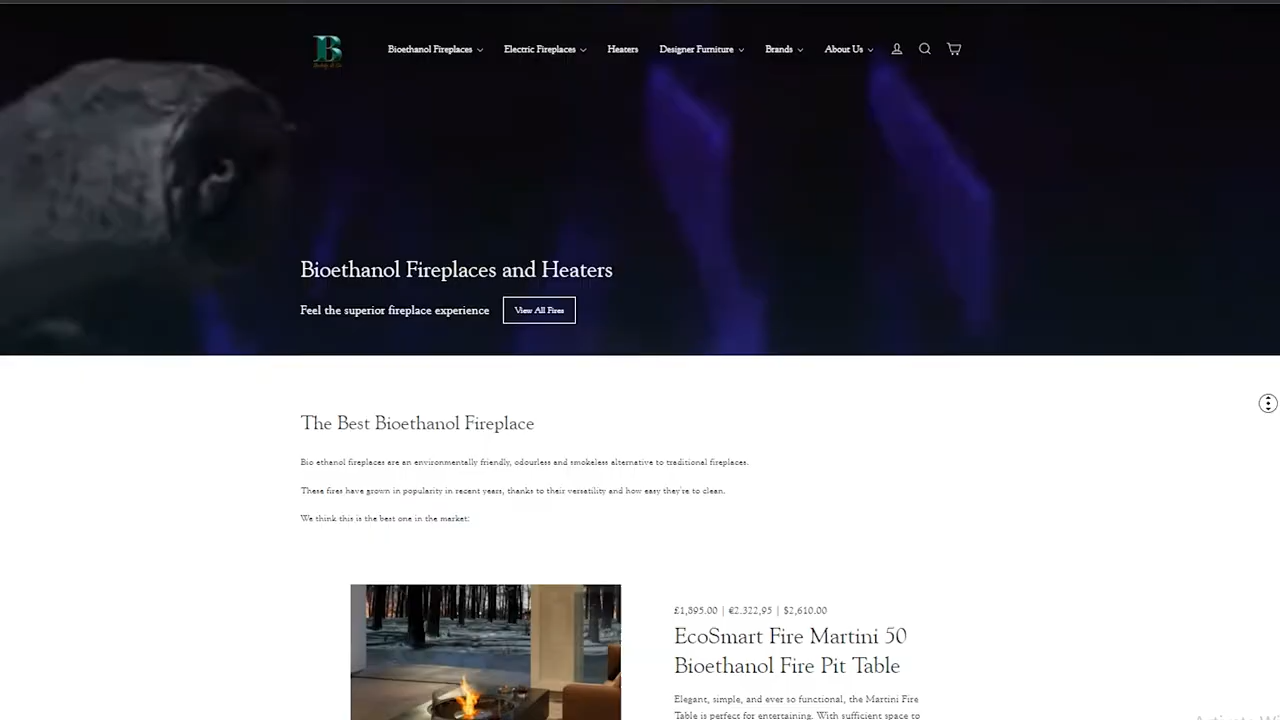 B
Bioethanol Fireplaces
Electric Fireplaces
Heaters
Designer Furniture
Brands
About Us
Bioethanol Fireplaces and Heaters
Feel the superior fireplace experience
View All Fires
The Best Bioethanol Fireplace
Bio ethanol fireplaces are an environmentally friendly, odourless and smokeless alternative to traditional fireplaces.
These fires have grown in popularity in recent years, thanks to their versatility and how easy they're to clean.
We think this is the best one in the market:
£1,895.00 | €2.322,95 | $2,610.00
EcoSmart Fire Martini 50
Bioethanol Fire Pit Table
Elegant, simple, and ever so functional, the Martini Fire
Table is perfect for entertaining. With sufficient space to